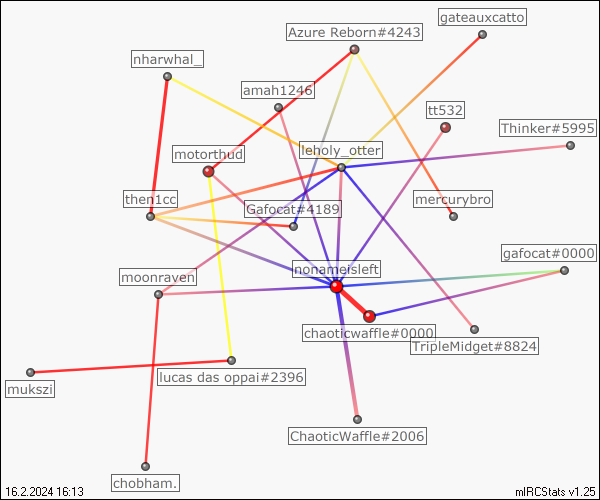 gateauxcatto
Azure Reborn#4243
nharwhal_
amah1246
tt532
Thinker#5995
leholy_otter
motorthud
then1cc
mercurybro
Gafocat#4189
gafocat#0000
nonameisleft
moonraven
chaoticwaffle#0000
TripleMidget#8824
lucas das oppai#2396
mukszi
ChaoticWaffle#2006
chobham.
16.2.2024 16:13
mIRCStats v1.25